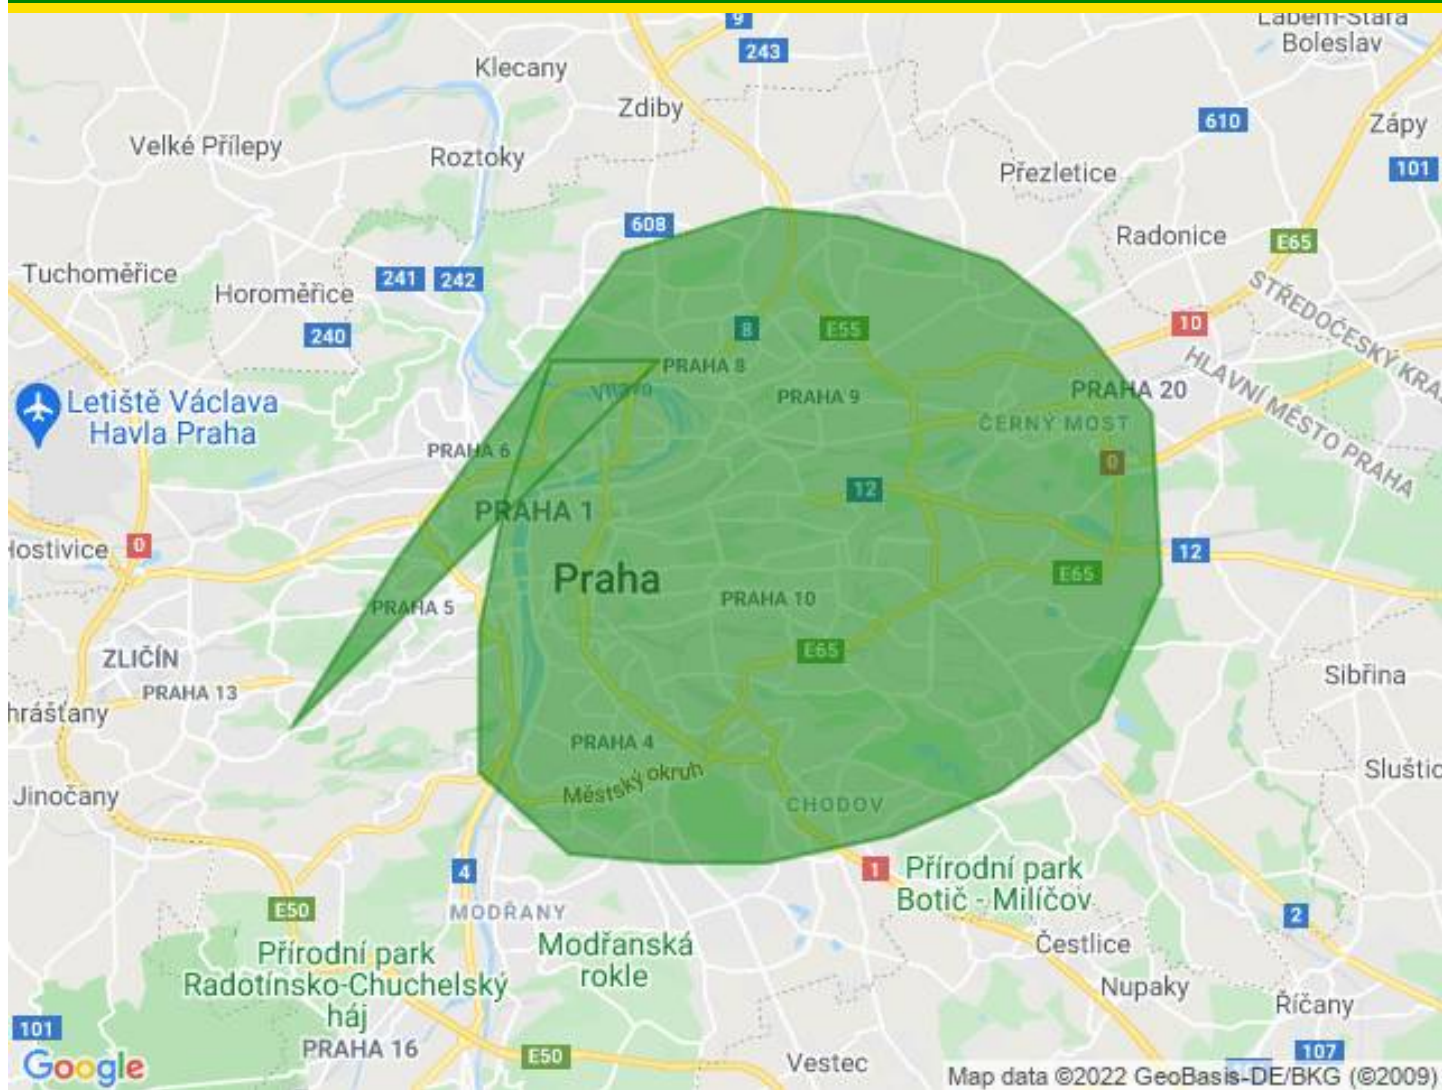 9
Labem-Stará
Boleslav
243
Klecany
Zdiby
610
Zápy
Velké Přílepy
Roztoky
101
Přezletice
608
Radonice
E65
Tuchoměřice
241
242
Horoměřice
STŘEDOČESKÝ KRA
240
8
E55
10
HLAVNÍ MĚSTO PRAHA
PRAHA 8
PRAHA 20
PRAHA 9
Letiště Václava
Havla Praha
ČERNÝ MOST
PRAHA 6
0
12
PRAHA 1
Hostivice
0
12
Praha
E65
PRAHA 5
PRAHA 10
E65
ZLIČÍN
PRAHA 13
Sibřina
hrášťany
PRAHA 4
Městský okruh
Sluštic
Jinočany
CHODOV
4
1
Přírodní park
Botič - Milíčov
E50
MODŘANY
2
Přírodní park
Radotínsko-Chuchelský
háj
Modřanská
rokle
Čestlice
Nupaky
Říčany
101
PRAHA 16
E50
107
Vestec
Google
Map data ©2022 GeoBasis-DE/BKG (©2009)